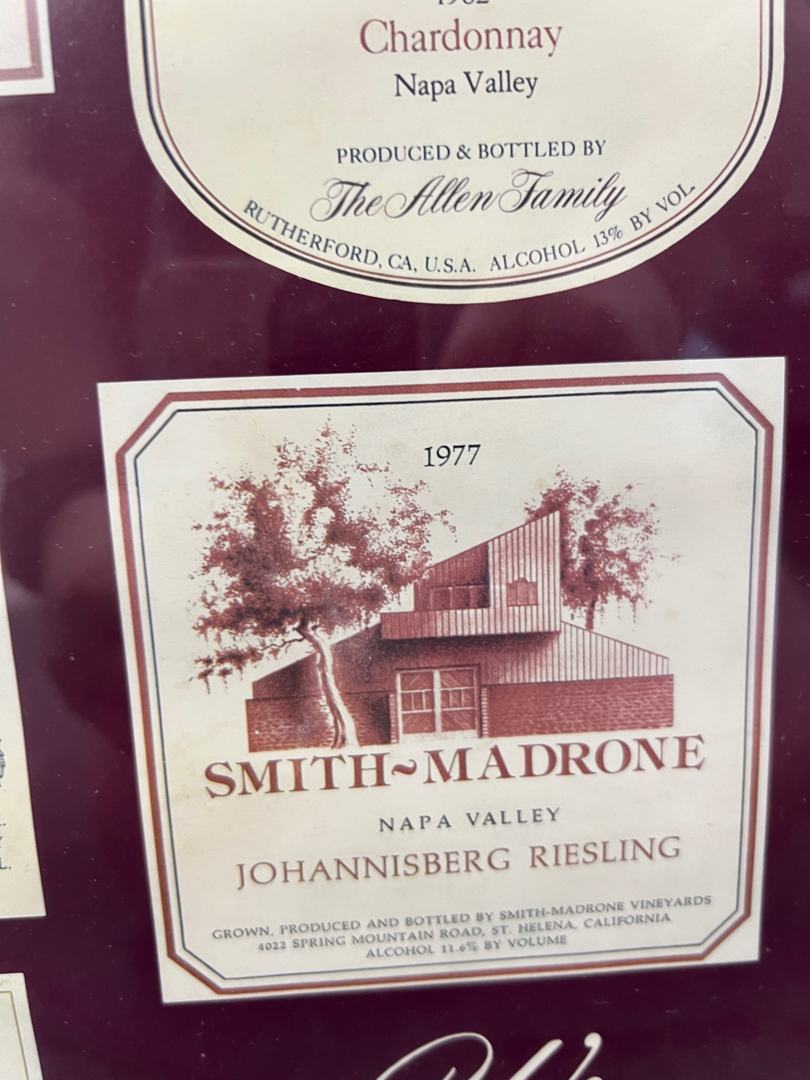 1982
Chardonnay
Napa Valley
PRODUCED & BOTTLED BY
The Allen Family
RUTHERFORD, CA, U.S.A. ALCOHOL 13% BY VOL.
1977
SMITH~MADRONE
NAPA VALLEY
JOHANNISBERG RIESLING
GROWN, PRODUCED AND BOTTLED BY SMITH-MADRONE VINEYARDS
4022 SPRING MOUNTAIN ROAD, ST. HELENA, CALIFORNIA
ALCOHOL 11.6% BY VOLUME